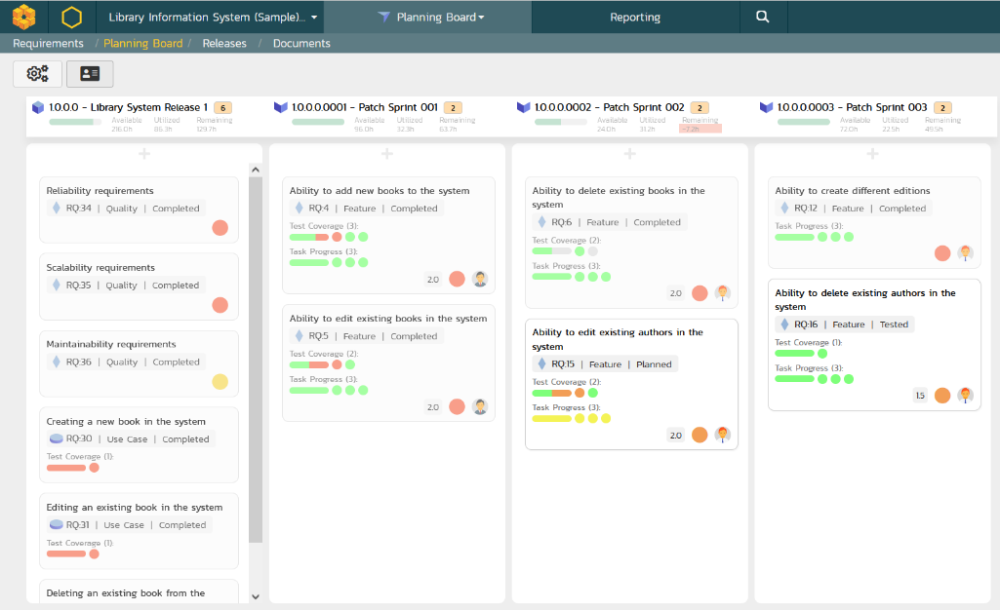 Library Information System (Sample)...
Planning Board
Reporting
Requirements / Planning Board / Releases / Documents
1.0.0.0 - Library System Release 1 6
Available Utilized Remaining
216.0h 86.3h 129.7h
1.0.0.0.0001 - Patch Sprint 001 2
Available Utilized Remaining
96.0h 32.3h 63.7h
1.0.0.0.0002 - Patch Sprint 002 2
Available Utilized Remaining
24.0h 31.2h -7.2h
1.0.0.0.0003 - Patch Sprint 003 2
Available Utilized Remaining
72.0h 22.5h 49.5h
Reliability requirements
RQ:34 | Quality | Completed
Scalability requirements
RQ:35 | Quality | Completed
Maintainability requirements
RQ:36 | Quality | Completed
Creating a new book in the system
RQ:30 | Use Case | Completed
Test Coverage (1):
Editing an existing book in the system
RQ:31 | Use Case | Completed
Test Coverage (1):
Deleting an existing book from the
Ability to add new books to the system
RQ:4 | Feature | Completed
Test Coverage (3):
Task Progress (3):
2.0
Ability to edit existing books in the system
RQ:5 | Feature | Completed
Test Coverage (2):
Task Progress (3):
2.0
Ability to delete existing books in the
system
RQ:6 | Feature | Completed
Test Coverage (2):
Task Progress (3):
2.0
Ability to edit existing authors in the
system
RQ:15 | Feature | Planned
Test Coverage (2):
Task Progress (3):
2.0
Ability to create different editions
RQ:12 | Feature | Completed
Task Progress (3):
Ability to delete existing authors in the
system
RQ:16 | Feature | Tested
Test Coverage (1):
Task Progress (3):
1.5